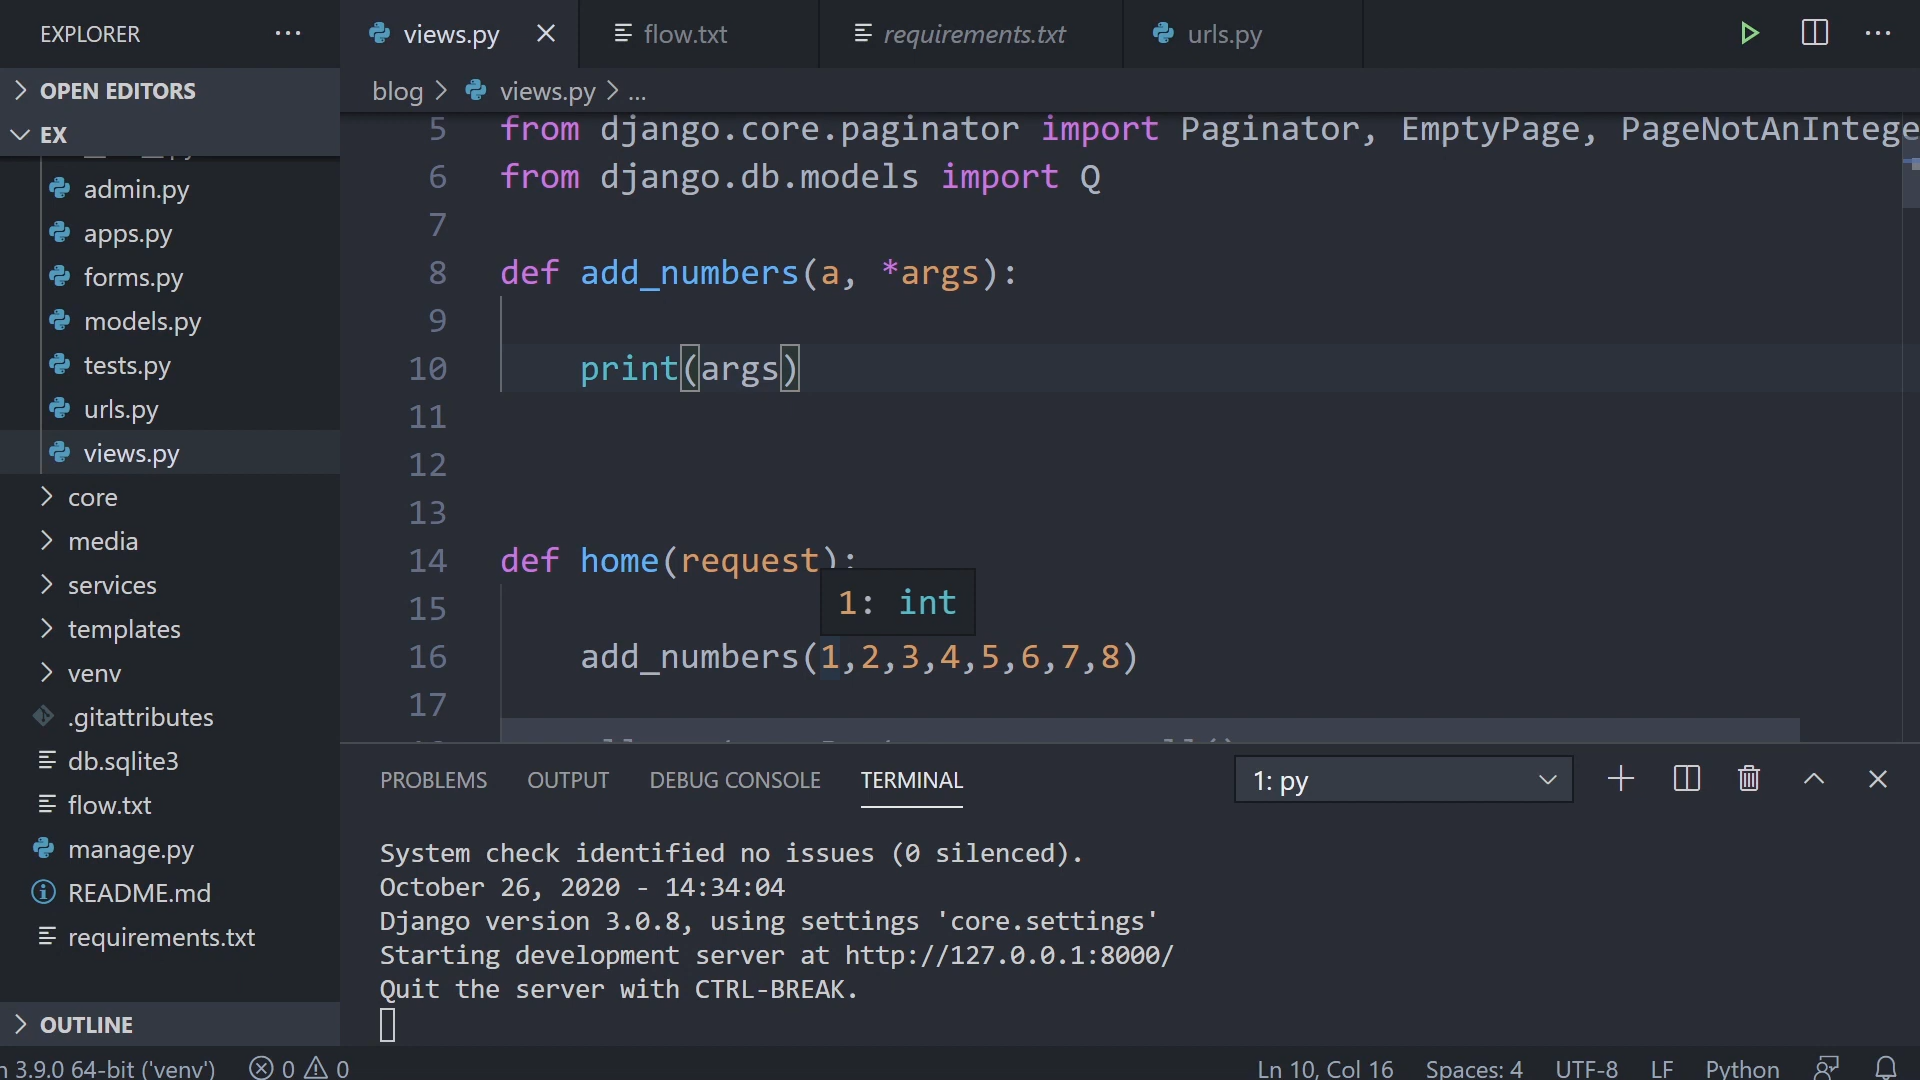 EXPLORER
OPEN EDITORS
EX
admin.py
apps.py
forms.py
models.py
tests.py
urls.py
views.py
core
media
services
templates
venv
.gitattributes
db.sqlite3
flow.txt
manage.py
README.md
requirements.txt
OUTLINE
views.py
flow.txt
requirements.txt
urls.py
blog > views.py > ...
5 from django.core.paginator import Paginator, EmptyPage, PageNotAnIntege
6 from django.db.models import Q
7
8 def add_numbers(a, *args):
9
10 print(args)
11
12
13
14 def home(request):
15
1: int
16 add_numbers(1,2,3,4,5,6,7,8)
17
PROBLEMS OUTPUT DEBUG CONSOLE TERMINAL 1: py
System check identified no issues (0 silenced).
October 26, 2020 - 14:34:04
Django version 3.0.8, using settings 'core.settings'
Starting development server at http://127.0.0.1:8000/
Quit the server with CTRL-BREAK.
n 3.9.0 64-bit ('venv') 0 0 Ln 10, Col 16 Spaces: 4 UTF-8 LF Python